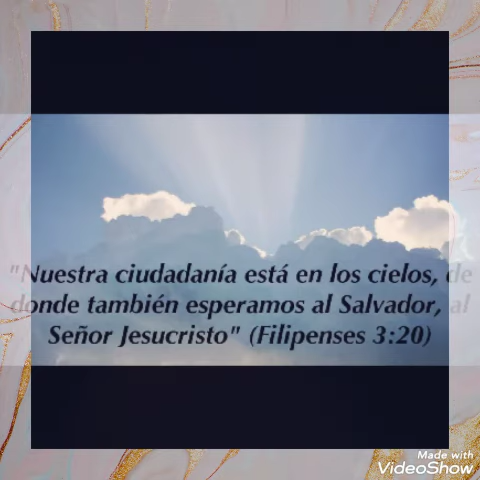 "Nuestra ciudadanía está en los cielos, de
donde también esperamos al Salvador, al
Señor Jesucristo" (Filipenses 3:20)
Made with
VideoShow